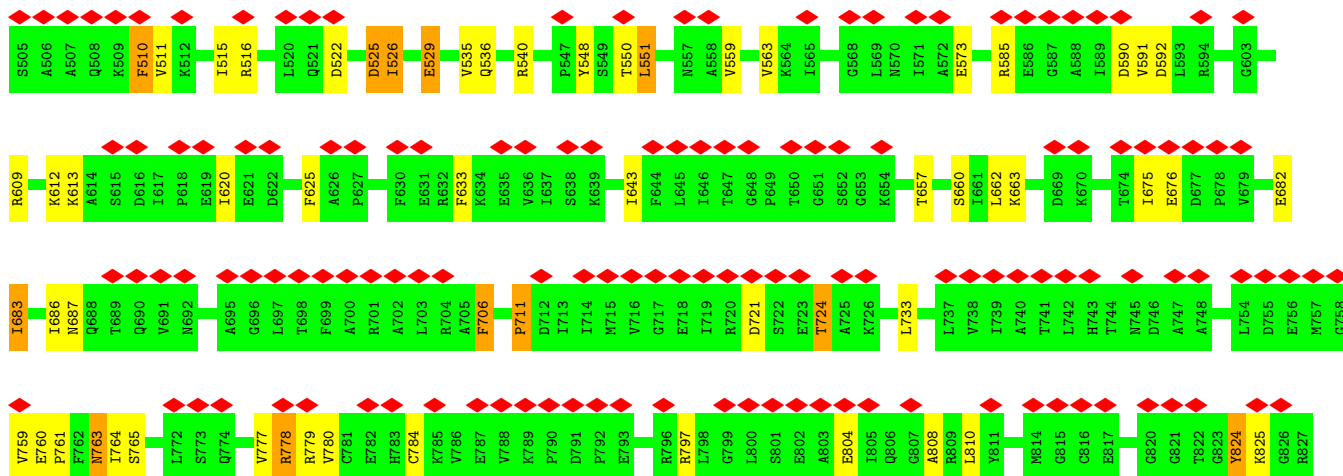 S505 A506 A507 Q508 K509 F510 V511 K512 I515 R516 L520 Q521 D522 D525 I526 E529 V535 Q536 R540 P547 Y548 S549 T550 L551 N557 A558 V559 V563 K564 I565 G568 L569 N570 I571 A572 E573 R585 E586 G587 A588 I589 D590 V591 D592 L593 R594 G603
R609 K612 K613 A614 S615 D616 I617 P618 E619 I620 E621 D622 F625 A626 P627 F630 E631 R632 F633 K634 E635 V636 I637 S638 K639 I643 F644 L645 I646 T647 G648 P649 T650 G651 S652 G653 K654 T657 S660 I661 L662 K663 D669 K670 T674 I675 E676 D677 P678 V679 E682
I683 I686 N687 Q688 T689 Q690 V691 N692 A695 G696 L697 T698 F699 A700 R701 A702 L703 R704 A705 F706 P711 D712 I713 I714 M715 V716 G717 E718 I719 R720 D721 S722 E723 T724 A725 K726 L733 L737 V738 I739 A740 T741 L742 H743 T744 N745 D746 A747 A748 L754 D755 E756 M757 G758
V759 E760 P761 F762 N763 I764 S765 L772 S773 Q774 V777 R778 R779 V780 C781 E782 H783 C784 K785 V786 E787 V788 K789 P790 D791 P792 E793 R796 R797 L798 G799 L800 S801 E802 A803 E804 I805 Q806 G807 A808 R809 L810 Y811 M814 G815 C816 E817 G820 G821 T822 G823 Y824 K825 G826 R827